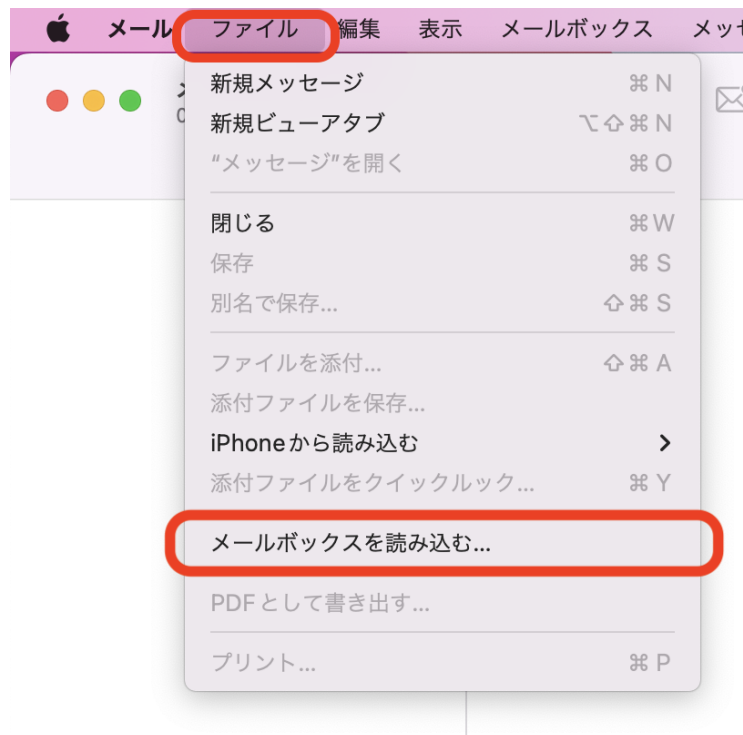 メール ファイル 編集 表示 メールボックス メッセ
新規メッセージ ⌘ N
新規ビューアタブ ⌥⇧⌘ N
“メッセージ”を開く ⌘ O
閉じる ⌘ W
保存 ⌘ S
別名で保存... ⇧⌘ S
ファイルを添付... ⇧⌘ A
添付ファイルを保存...
iPhoneから読み込む
添付ファイルをクイックルック... ⌘ Y
メールボックスを読み込む...
PDFとして書き出す...
プリント... ⌘ P